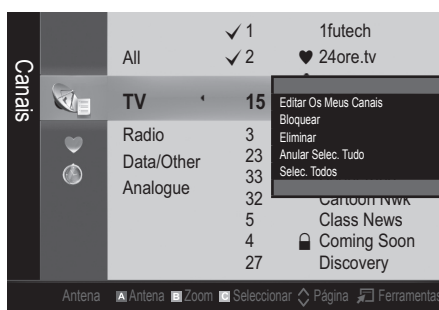 Canais
✓ 1 1futech
All ✓ 2 ♥ 24ore.tv
TV 15
Editar Os Meus Canais
Bloquear
Eliminar
Anular Selec. Tudo
Selec. Todos
Radio 3
Data/Other 23
Analogue 33
32 Cartoon Nwk
5 Class News
4 Coming Soon
27 Discovery
Antena A Antena B Zoom C Seleccionar Página Ferramentas